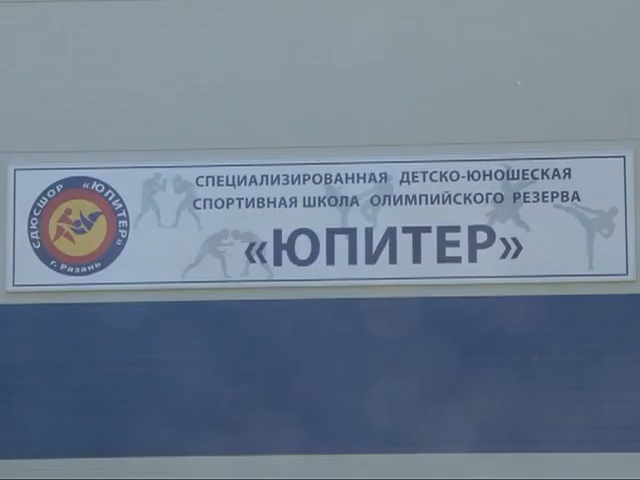 СДЮСШОР «ЮПИТЕР»
г. Рязань
СПЕЦИАЛИЗИРОВАННАЯ ДЕТСКО-ЮНОШЕСКАЯ
СПОРТИВНАЯ ШКОЛА ОЛИМПИЙСКОГО РЕЗЕРВА
«ЮПИТЕР»